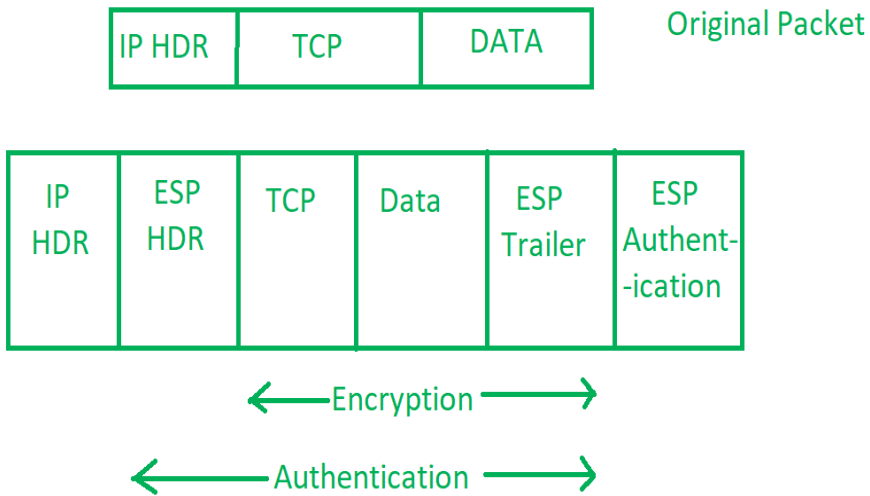 IP HDR TCP DATA Original Packet
IP HDR
ESP HDR
TCP
Data
ESP Trailer
ESP Authent-
-ication
Encryption
Authentication